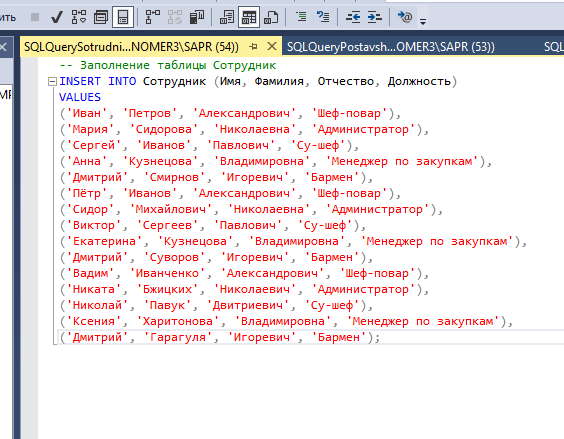 ить
SQLQuerySotrudni...NOMER3\SAPR (54)) SQLQueryPostavsh...OMER3\SAPR (53)) SQL
-- Заполнение таблицы Сотрудник
INSERT INTO Сотрудник (Имя, Фамилия, Отчество, Должность)
VALUES
('Иван', 'Петров', 'Александрович', 'Шеф-повар'),
('Мария', 'Сидорова', 'Николаевна', 'Администратор'),
('Сергей', 'Иванов', 'Павлович', 'Су-шеф'),
('Анна', 'Кузнецова', 'Владимировна', 'Менеджер по закупкам'),
('Дмитрий', 'Смирнов', 'Игоревич', 'Бармен'),
('Пётр', 'Иванов', 'Александрович', 'Шеф-повар'),
('Сидор', 'Михайлович', 'Николаевна', 'Администратор'),
('Виктор', 'Сергеев', 'Павлович', 'Су-шеф'),
('Екатерина', 'Кузнецова', 'Владимировна', 'Менеджер по закупкам'),
('Дмитрий', 'Суворов', 'Игоревич', 'Бармен'),
('Вадим', 'Иванченко', 'Александрович', 'Шеф-повар'),
('Никата', 'Бжицких', 'Николаевич', 'Администратор'),
('Николай', 'Павук', 'Двитриевич', 'Су-шеф'),
('Ксения', 'Харитонова', 'Владимировна', 'Менеджер по закупкам'),
('Дмитрий', 'Гарагуля', 'Игоревич', 'Бармен');